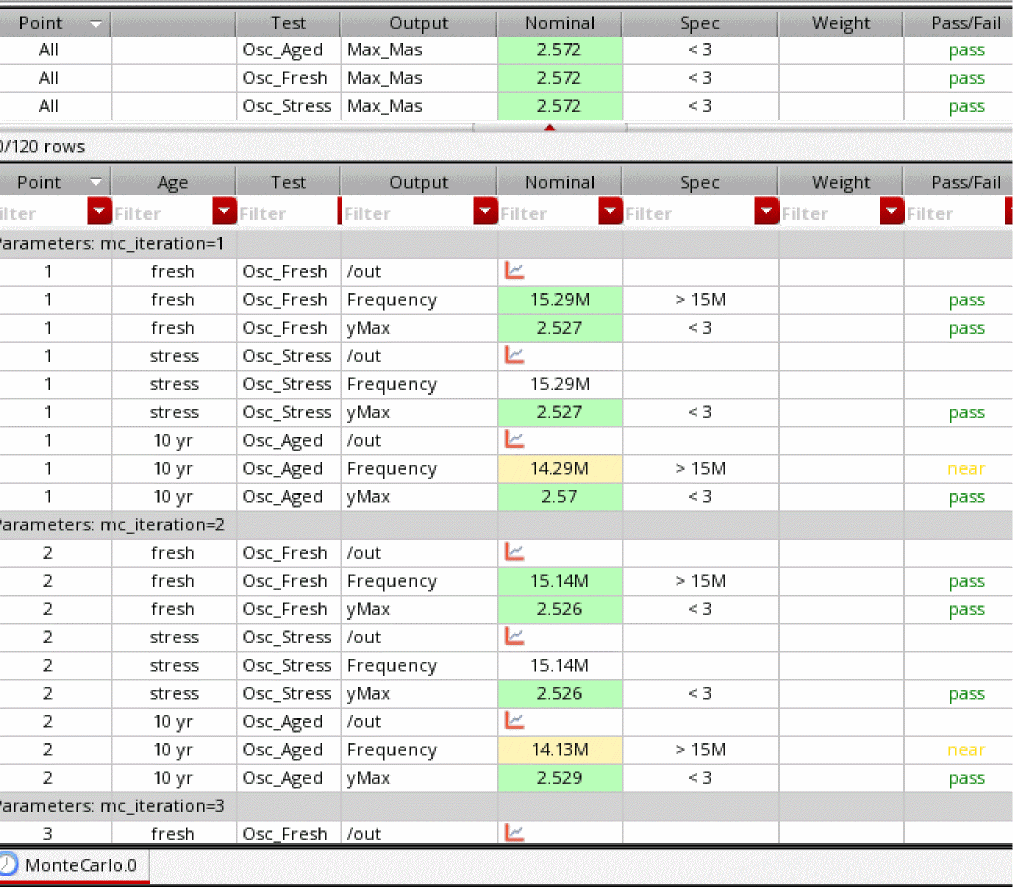 Point Test Output Nominal Spec Weight Pass/Fail
All Osc_Aged Max_Mas 2.572 < 3 pass
All Osc_Fresh Max_Mas 2.572 < 3 pass
All Osc_Stress Max_Mas 2.572 < 3 pass
0/120 rows
Point Age Test Output Nominal Spec Weight Pass/Fail
ilter Filter Filter Filter Filter Filter Filter Filter
Parameters: mc_iteration=1
1 fresh Osc_Fresh /out
1 fresh Osc_Fresh Frequency 15.29M > 15M pass
1 fresh Osc_Fresh yMax 2.527 < 3 pass
1 stress Osc_Stress /out
1 stress Osc_Stress Frequency 15.29M
1 stress Osc_Stress yMax 2.527 < 3 pass
1 10 yr Osc_Aged /out
1 10 yr Osc_Aged Frequency 14.29M > 15M near
1 10 yr Osc_Aged yMax 2.57 < 3 pass
Parameters: mc_iteration=2
2 fresh Osc_Fresh /out
2 fresh Osc_Fresh Frequency 15.14M > 15M pass
2 fresh Osc_Fresh yMax 2.526 < 3 pass
2 stress Osc_Stress /out
2 stress Osc_Stress Frequency 15.14M
2 stress Osc_Stress yMax 2.526 < 3 pass
2 10 yr Osc_Aged /out
2 10 yr Osc_Aged Frequency 14.13M > 15M near
2 10 yr Osc_Aged yMax 2.529 < 3 pass
Parameters: mc_iteration=3
3 fresh Osc_Fresh /out
MonteCarlo.0